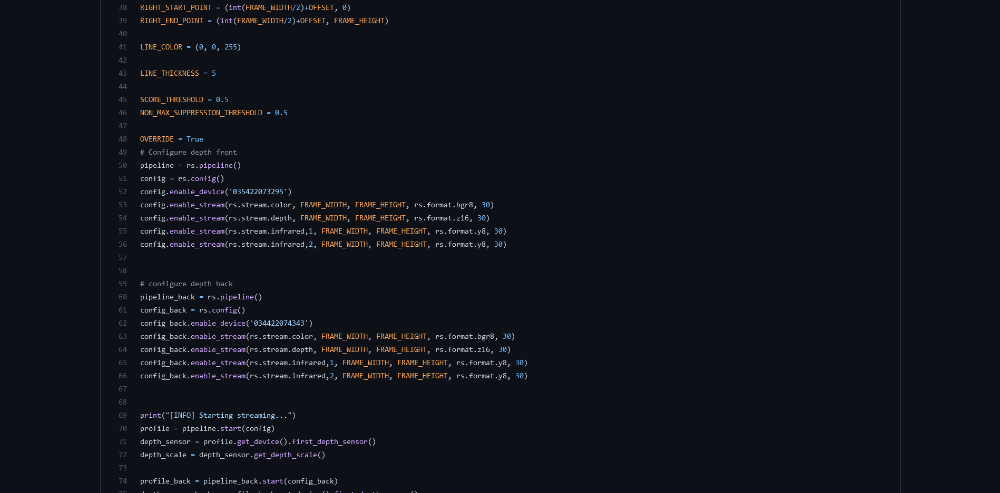 38 RIGHT_START_POINT = (int(FRAME_WIDTH/2)+OFFSET, 0)
39 RIGHT_END_POINT = (int(FRAME_WIDTH/2)+OFFSET, FRAME_HEIGHT)
40
41 LINE_COLOR = (0, 0, 255)
42
43 LINE_THICKNESS = 5
44
45 SCORE_THRESHOLD = 0.5
46 NON_MAX_SUPPRESSION_THRESHOLD = 0.5
47
48 OVERRIDE = True
49 # Configure depth front
50 pipeline = rs.pipeline()
51 config = rs.config()
52 config.enable_device('035422073295')
53 config.enable_stream(rs.stream.color, FRAME_WIDTH, FRAME_HEIGHT, rs.format.bgr8, 30)
54 config.enable_stream(rs.stream.depth, FRAME_WIDTH, FRAME_HEIGHT, rs.format.z16, 30)
55 config.enable_stream(rs.stream.infrared,1, FRAME_WIDTH, FRAME_HEIGHT, rs.format.y8, 30)
56 config.enable_stream(rs.stream.infrared,2, FRAME_WIDTH, FRAME_HEIGHT, rs.format.y8, 30)
57
58
59 # configure depth back
60 pipeline_back = rs.pipeline()
61 config_back = rs.config()
62 config_back.enable_device('034422074343')
63 config_back.enable_stream(rs.stream.color, FRAME_WIDTH, FRAME_HEIGHT, rs.format.bgr8, 30)
64 config_back.enable_stream(rs.stream.depth, FRAME_WIDTH, FRAME_HEIGHT, rs.format.z16, 30)
65 config_back.enable_stream(rs.stream.infrared,1, FRAME_WIDTH, FRAME_HEIGHT, rs.format.y8, 30)
66 config_back.enable_stream(rs.stream.infrared,2, FRAME_WIDTH, FRAME_HEIGHT, rs.format.y8, 30)
67
68
69 print("[INFO] Starting streaming...")
70 profile = pipeline.start(config)
71 depth_sensor = profile.get_device().first_depth_sensor()
72 depth_scale = depth_sensor.get_depth_scale()
73
74 profile_back = pipeline_back.start(config_back)